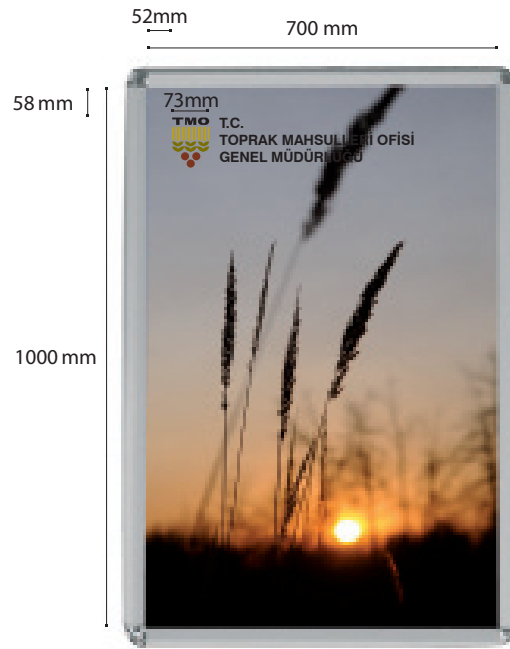 52mm
700 mm
58 mm
73mm
TMO
T.C.
TOPRAK MAHSULLERİ OFİSİ
GENEL MÜDÜRLÜĞÜ
1000 mm